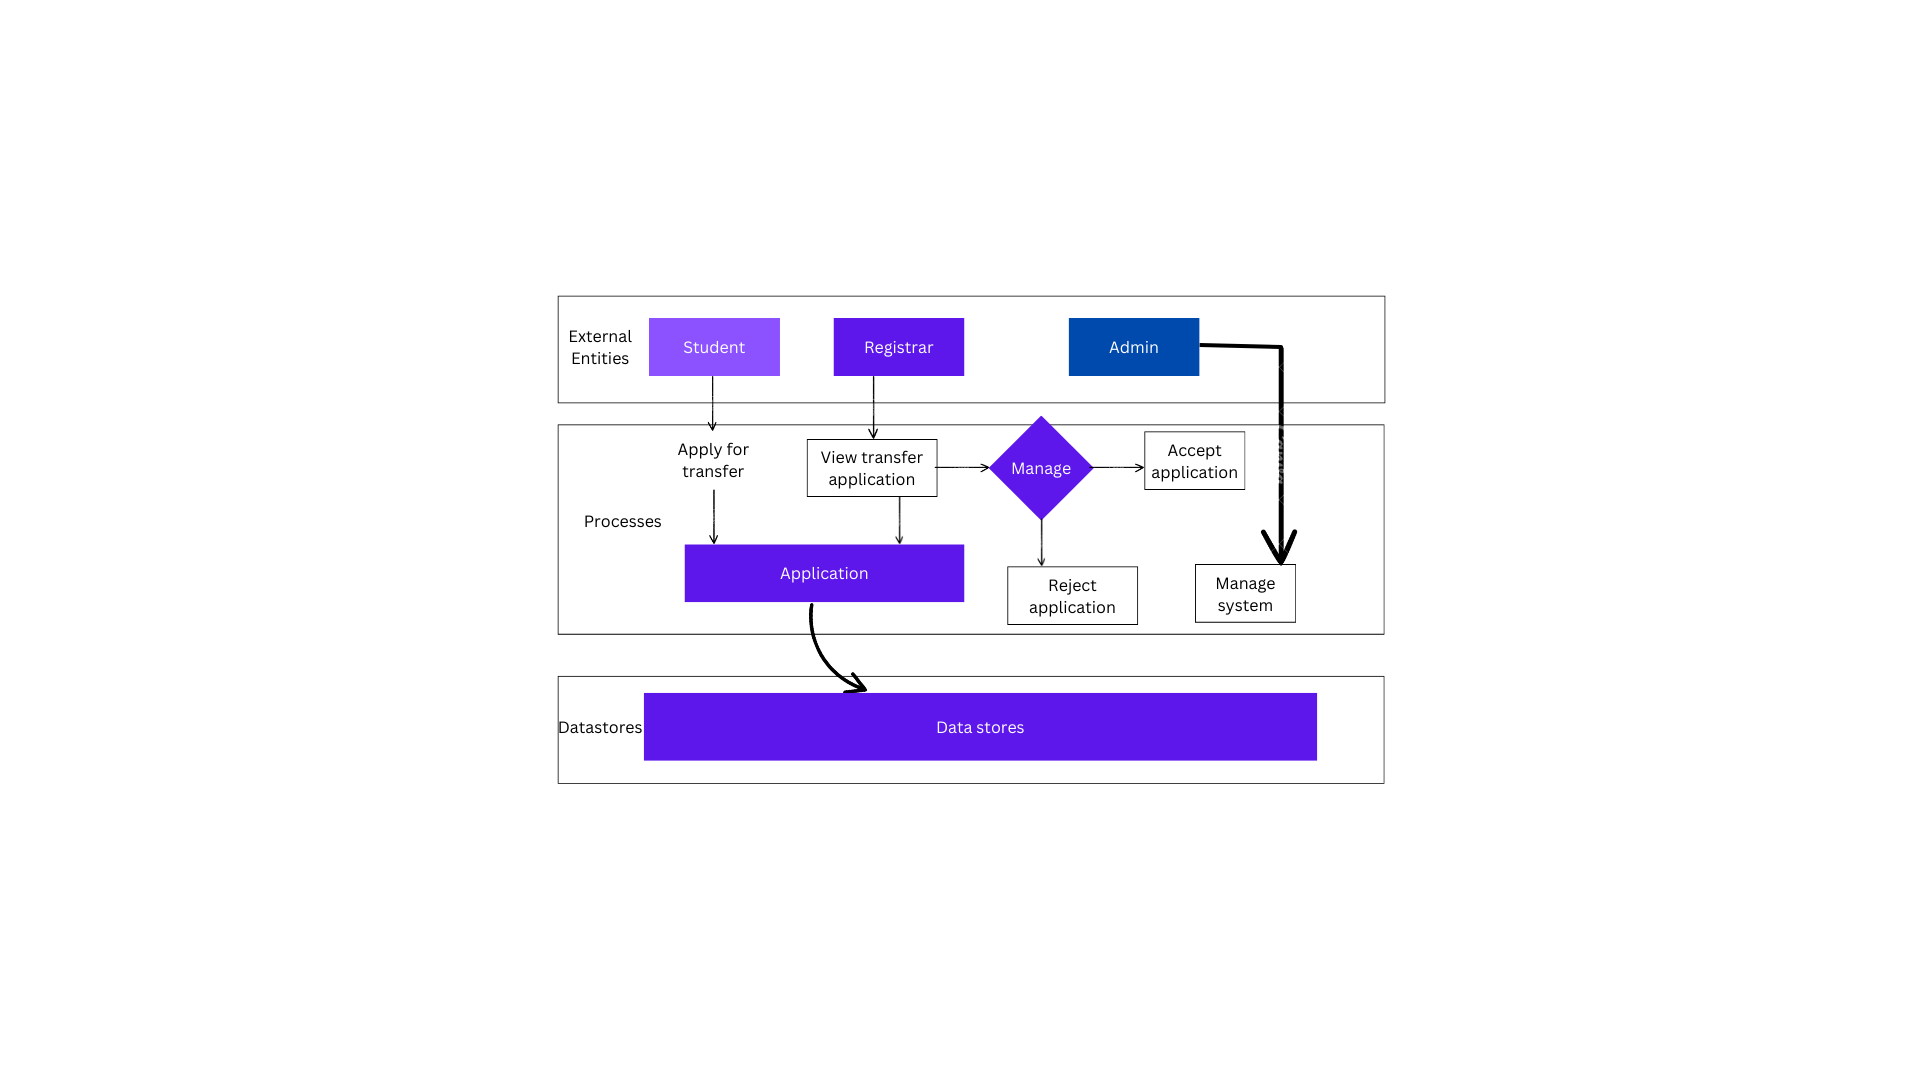 External
Entities
Student
Registrar
Admin
Apply for
transfer
View transfer
application
Manage
Accept
application
Processes
Application
Reject
application
Manage
system
Datastores
Data stores